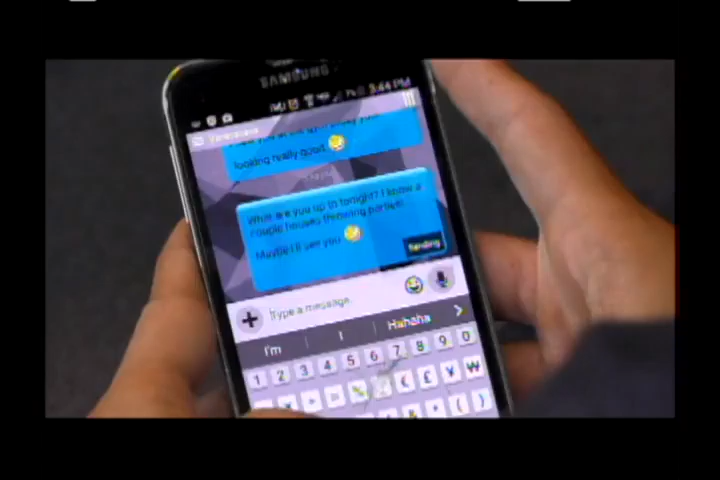 SAMSUNG
3:44 PM
looking really good
What are you up to tonight? I know a
couple houses throwing parties!
Maybe I'll see you
Sending
Type a message
I'm I Hahaha
1 2 3 4 5 6 7 8 9 0
€ £ ¥ ₩
* ( )